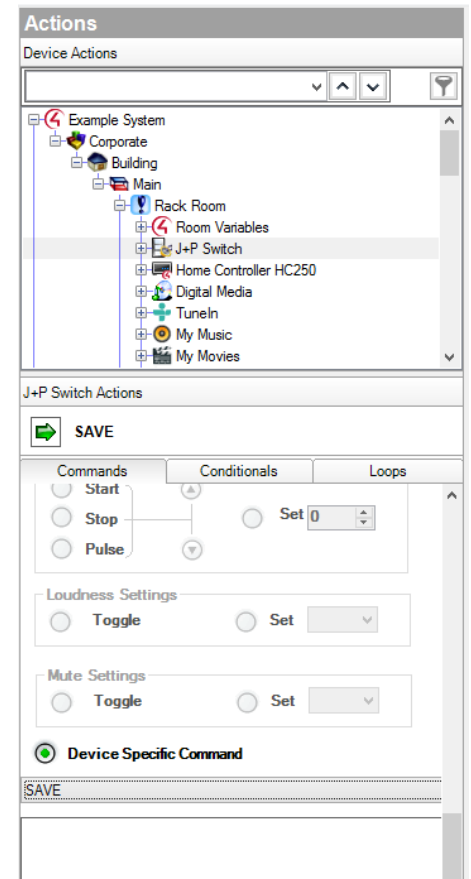 Actions
Device Actions
Example System
Corporate
Building
Main
Rack Room
Room Variables
J+P Switch
Home Controller HC250
Digital Media
TuneIn
My Music
My Movies
J+P Switch Actions
SAVE
Commands Conditionals Loops
Start
Stop Set 0
Pulse
Loudness Settings
Toggle Set
Mute Settings
Toggle Set
Device Specific Command
SAVE